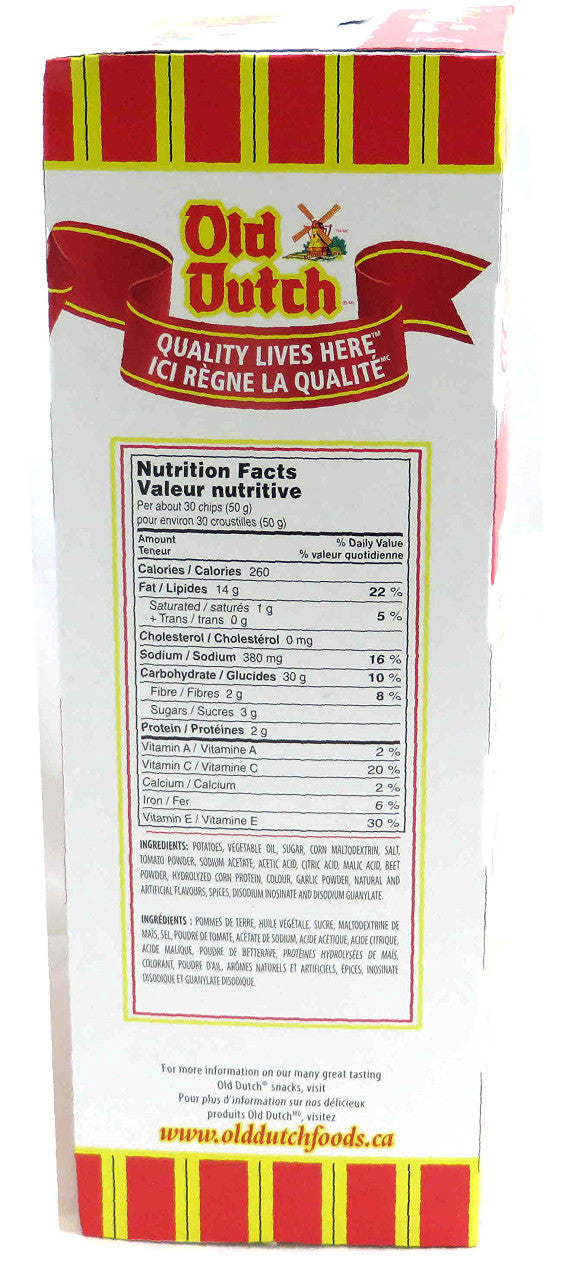 Old
Dutch
QUALITY LIVES HERE™
ICI RÈGNE LA QUALITÉ MC
Nutrition Facts
Valeur nutritive
Per about 30 chips (50 g)
pour environ 30 croustilles (50 g)
Amount % Daily Value
Teneur % valeur quotidienne
Calories / Calories 260
Fat / Lipides 14 g 22 %
Saturated / saturés 1 g
+ Trans / trans 0 g 5 %
Cholesterol / Cholestérol 0 mg
Sodium / Sodium 380 mg 16 %
Carbohydrate / Glucides 30 g 10 %
Fibre / Fibres 2 g 8 %
Sugars / Sucres 3 g
Protein / Protéines 2 g
Vitamin A / Vitamine A 2 %
Vitamin C / Vitamine C 20 %
Calcium / Calcium 2 %
Iron / Fer 6 %
Vitamin E / Vitamine E 30 %
INGREDIENTS: POTATOES, VEGETABLE OIL, SUGAR, CORN MALTODEXTRIN, SALT,
TOMATO POWDER, SODIUM ACETATE, ACETIC ACID, CITRIC ACID, MALIC ACID, BEET
POWDER, HYDROLYZED CORN PROTEIN, COLOUR, GARLIC POWDER, NATURAL AND
ARTIFICIAL FLAVOURS, SPICES, DISODIUM INOSINATE AND DISODIUM GUANYLATE.
INGRÉDIENTS : POMMES DE TERRE, HUILE VÉGÉTALE, SUCRE, MALTODEXTRINE DE
MAÏS, SEL, POUDRE DE TOMATE, ACÉTATE DE SODIUM, ACIDE ACÉTIQUE, ACIDE CITRIQUE,
ACIDE MALIQUE, POUDRE DE BETTERAVE, PROTÉINES HYDROLYSÉES DE MAÏS,
COLORANT, POUDRE D'AIL, ARÔMES NATURELS ET ARTIFICIELS, ÉPICES, INOSINATE
DISODIQUE ET GUANYLATE DISODIQUE.
For more information on our many great tasting
Old Dutch® snacks, visit
Pour plus d'information sur nos délicieux
produits Old Dutch MD, visitez
www.olddutchfoods.ca